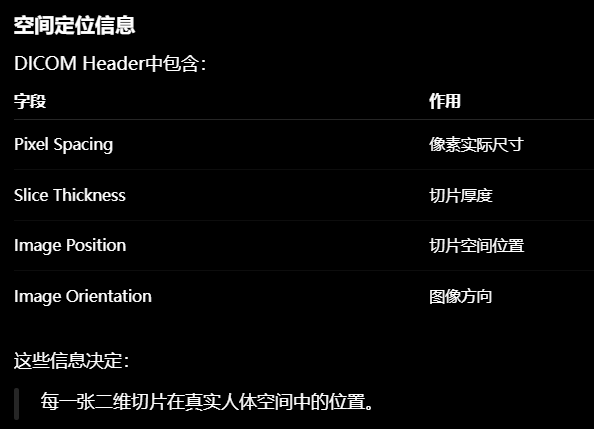 空间定位信息
DICOM Header中包含：
字段 作用
Pixel Spacing 像素实际尺寸
Slice Thickness 切片厚度
Image Position 切片空间位置
Image Orientation 图像方向
这些信息决定：
每一张二维切片在真实人体空间中的位置。